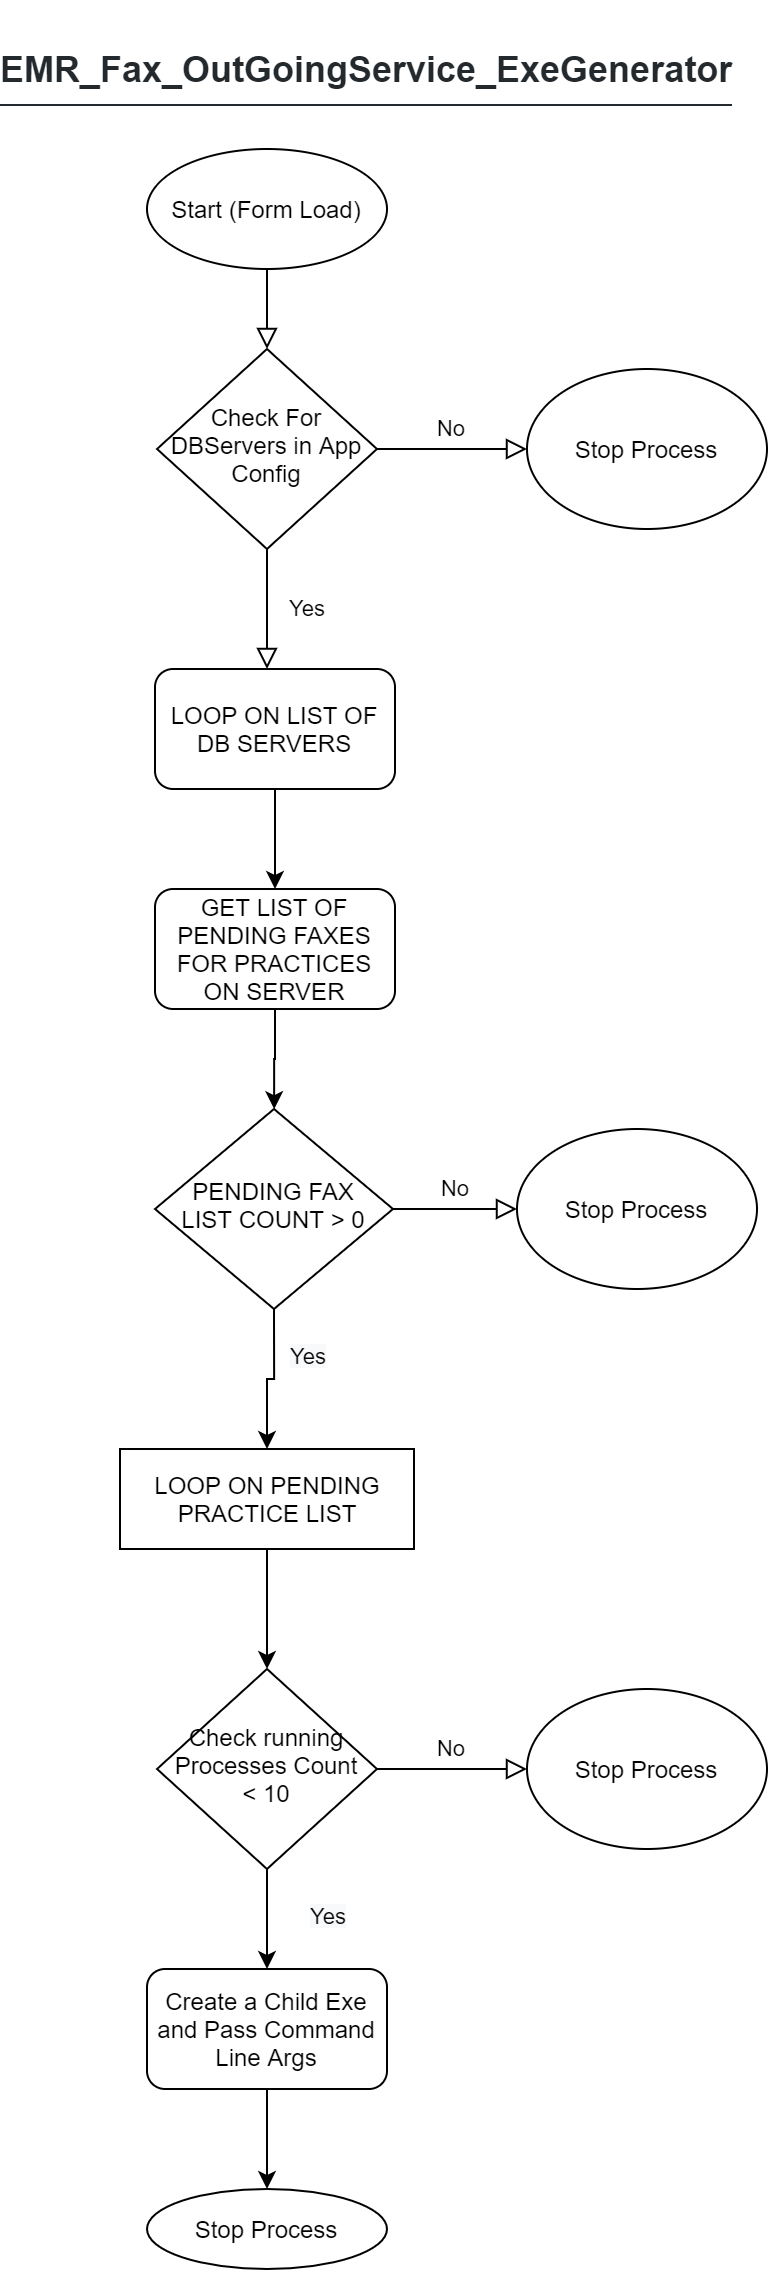 EMR_Fax_OutGoingService_ExeGenerator
Start (Form Load)
Check For
DBServers in App
Config
No
Stop Process
Yes
LOOP ON LIST OF
DB SERVERS
GET LIST OF
PENDING FAXES
FOR PRACTICES
ON SERVER
PENDING FAX
LIST COUNT > 0
No
Stop Process
Yes
LOOP ON PENDING
PRACTICE LIST
Check running
Processes Count
< 10
No
Stop Process
Yes
Create a Child Exe
and Pass Command
Line Args
Stop Process